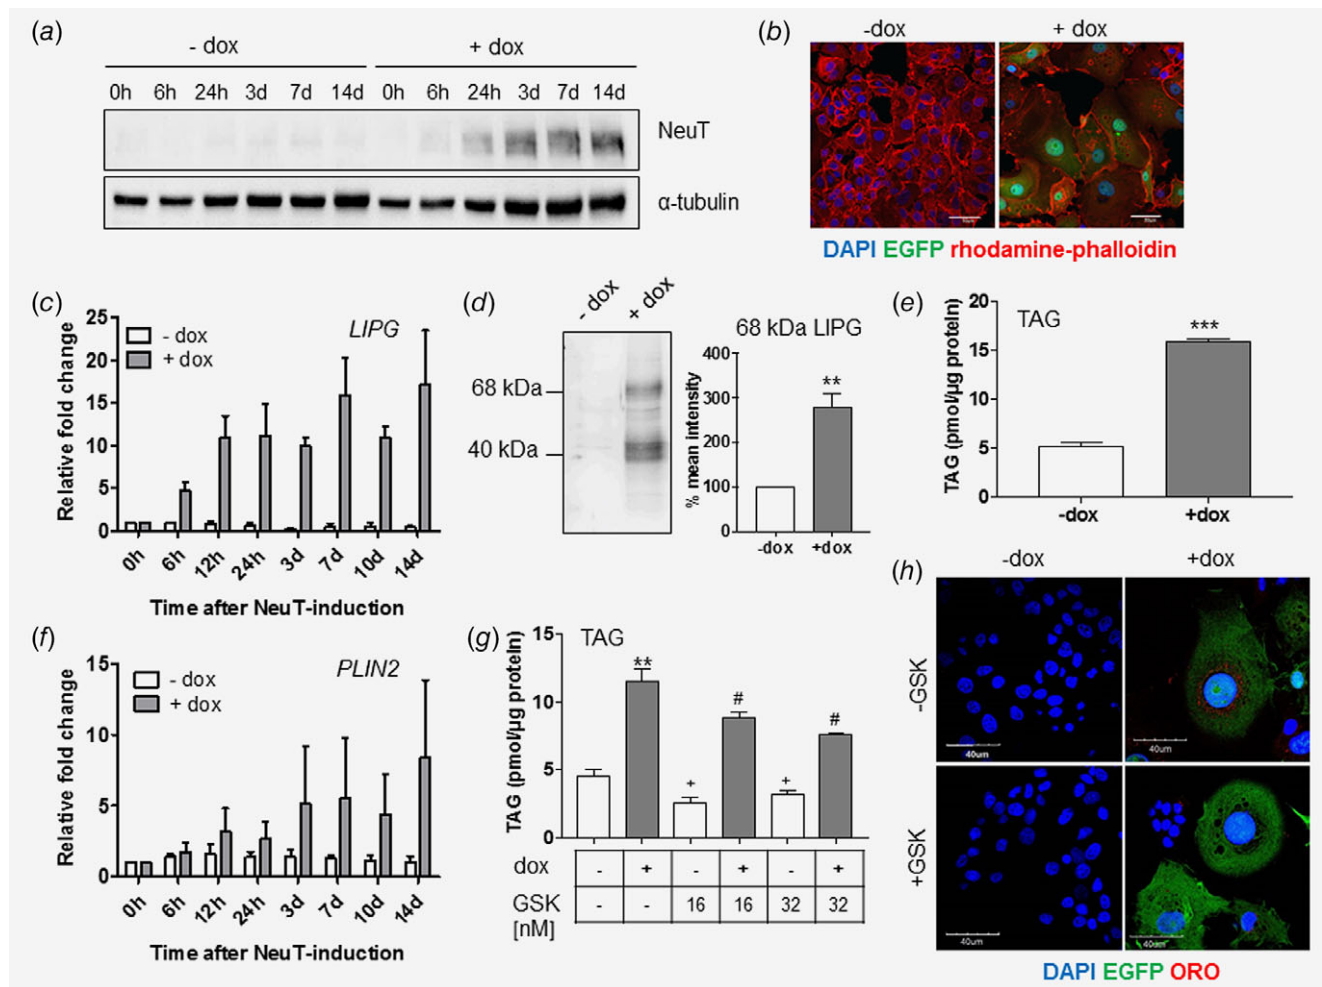 (a)
- dox + dox
0h 6h 24h 3d 7d 14d 0h 6h 24h 3d 7d 14d
NeuT
α-tubulin
(b)
-dox + dox
DAPI EGFP rhodamine-phalloidin
(c)
LIPG
- dox
+ dox
Relative fold change
25
20
15
10
5
0
0h 6h 12h 24h 3d 7d 10d 14d
Time after NeuT-induction
(d)
- dox + dox
68 kDa
40 kDa
68 kDa LIPG
% mean intensity
400
300
200
100
0
**
-dox +dox
(e)
TAG
TAG (pmol/µg protein)
20
15
10
5
0
***
-dox +dox
(f)
PLIN2
- dox
+ dox
Relative fold change
15
10
5
0
0h 6h 12h 24h 3d 7d 10d 14d
Time after NeuT-induction
(g)
TAG
TAG (pmol/µg protein)
15
10
5
0
** + # + #
dox - + - + - +
GSK [nM] - - 16 16 32 32
(h)
-dox +dox
-GSK
40um 40um
+GSK
40um 40um
DAPI EGFP ORO